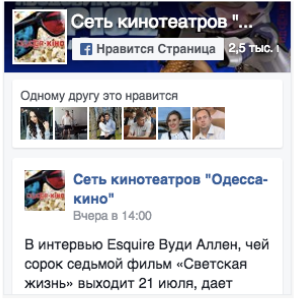 Сеть кинотеатров "...
Нравится Страница
2,5 тыс.
Одному другу это нравится
Сеть кинотеатров "Одесса-
кино"
Вчера в 14:00
В интервью Esquire Вуди Аллен, чей
сорок седьмой фильм «Светская
жизнь» выходит 21 июля, дает